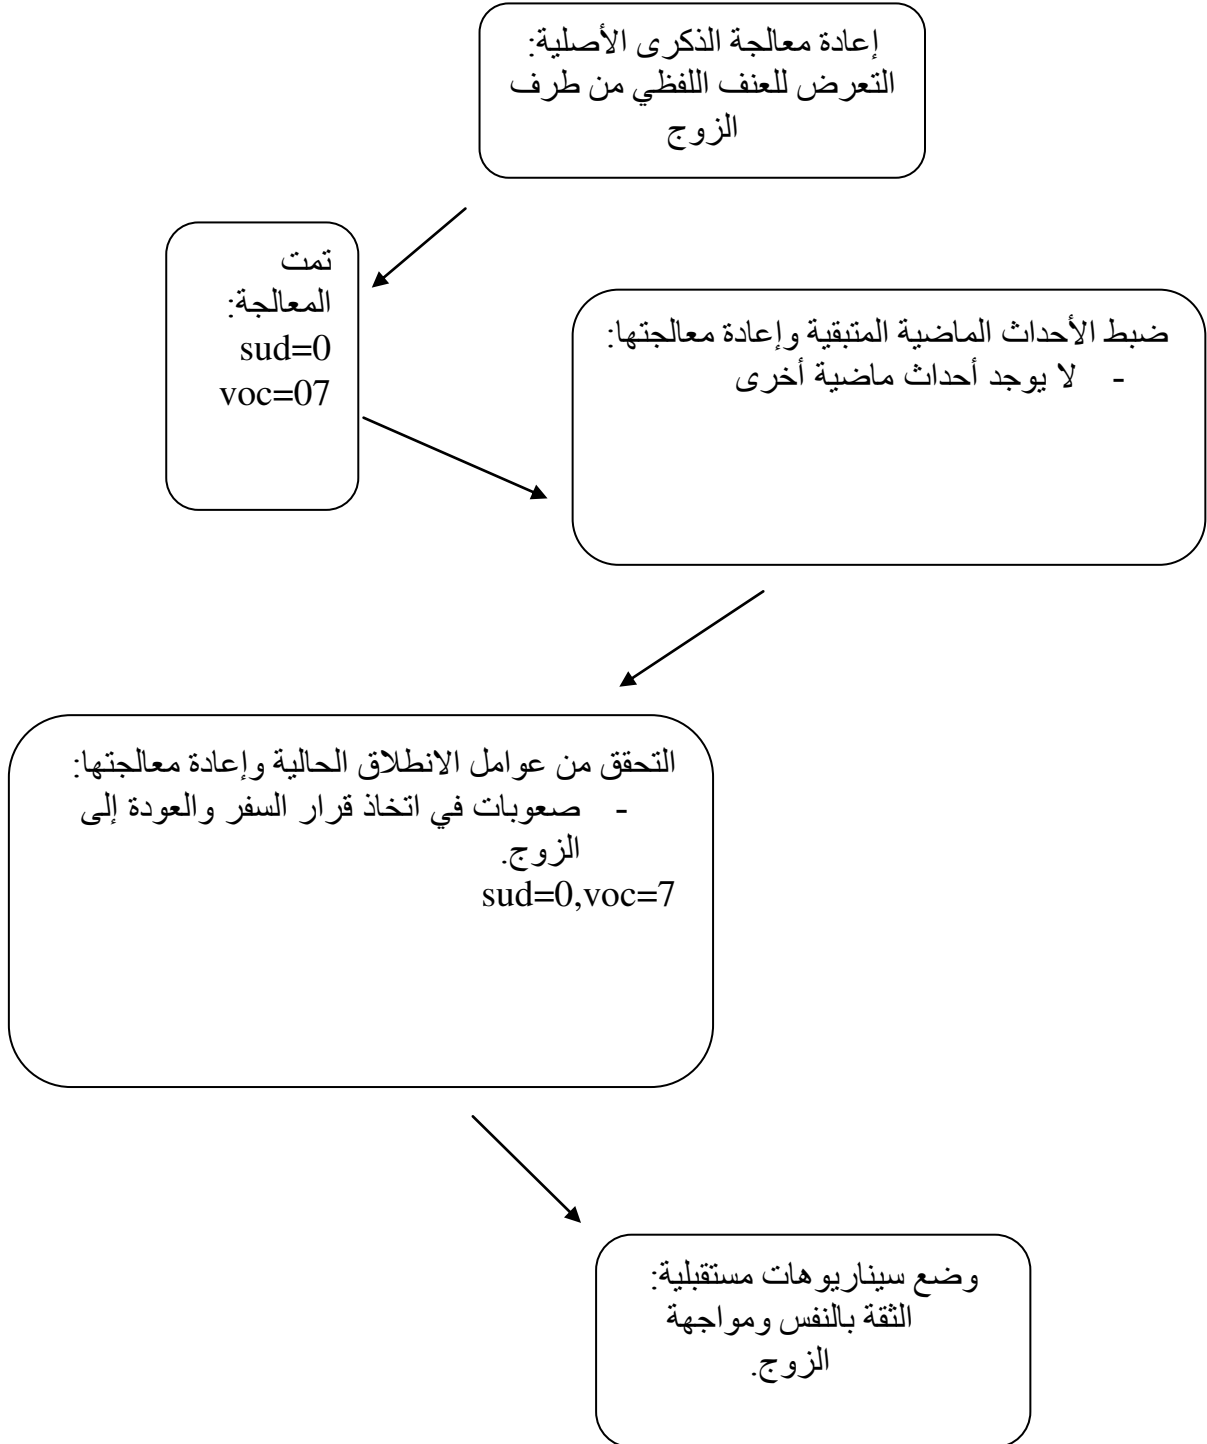 إعادة معالجة الذكرى الأصلية:
التعرض للعنف اللفظي من طرف
الزوج
تمت
المعالجة:
sud=0
voc=07
ضبط الأحداث الماضية المتبقية وإعادة معالجتها:
- لا يوجد أحداث ماضية أخرى
التحقق من عوامل الانطلاق الحالية وإعادة معالجتها:
- صعوبات في اتخاذ قرار السفر والعودة إلى
الزوج.
sud=0,voc=7
وضع سيناريوهات مستقبلية:
الثقة بالنفس ومواجهة
الزوج.